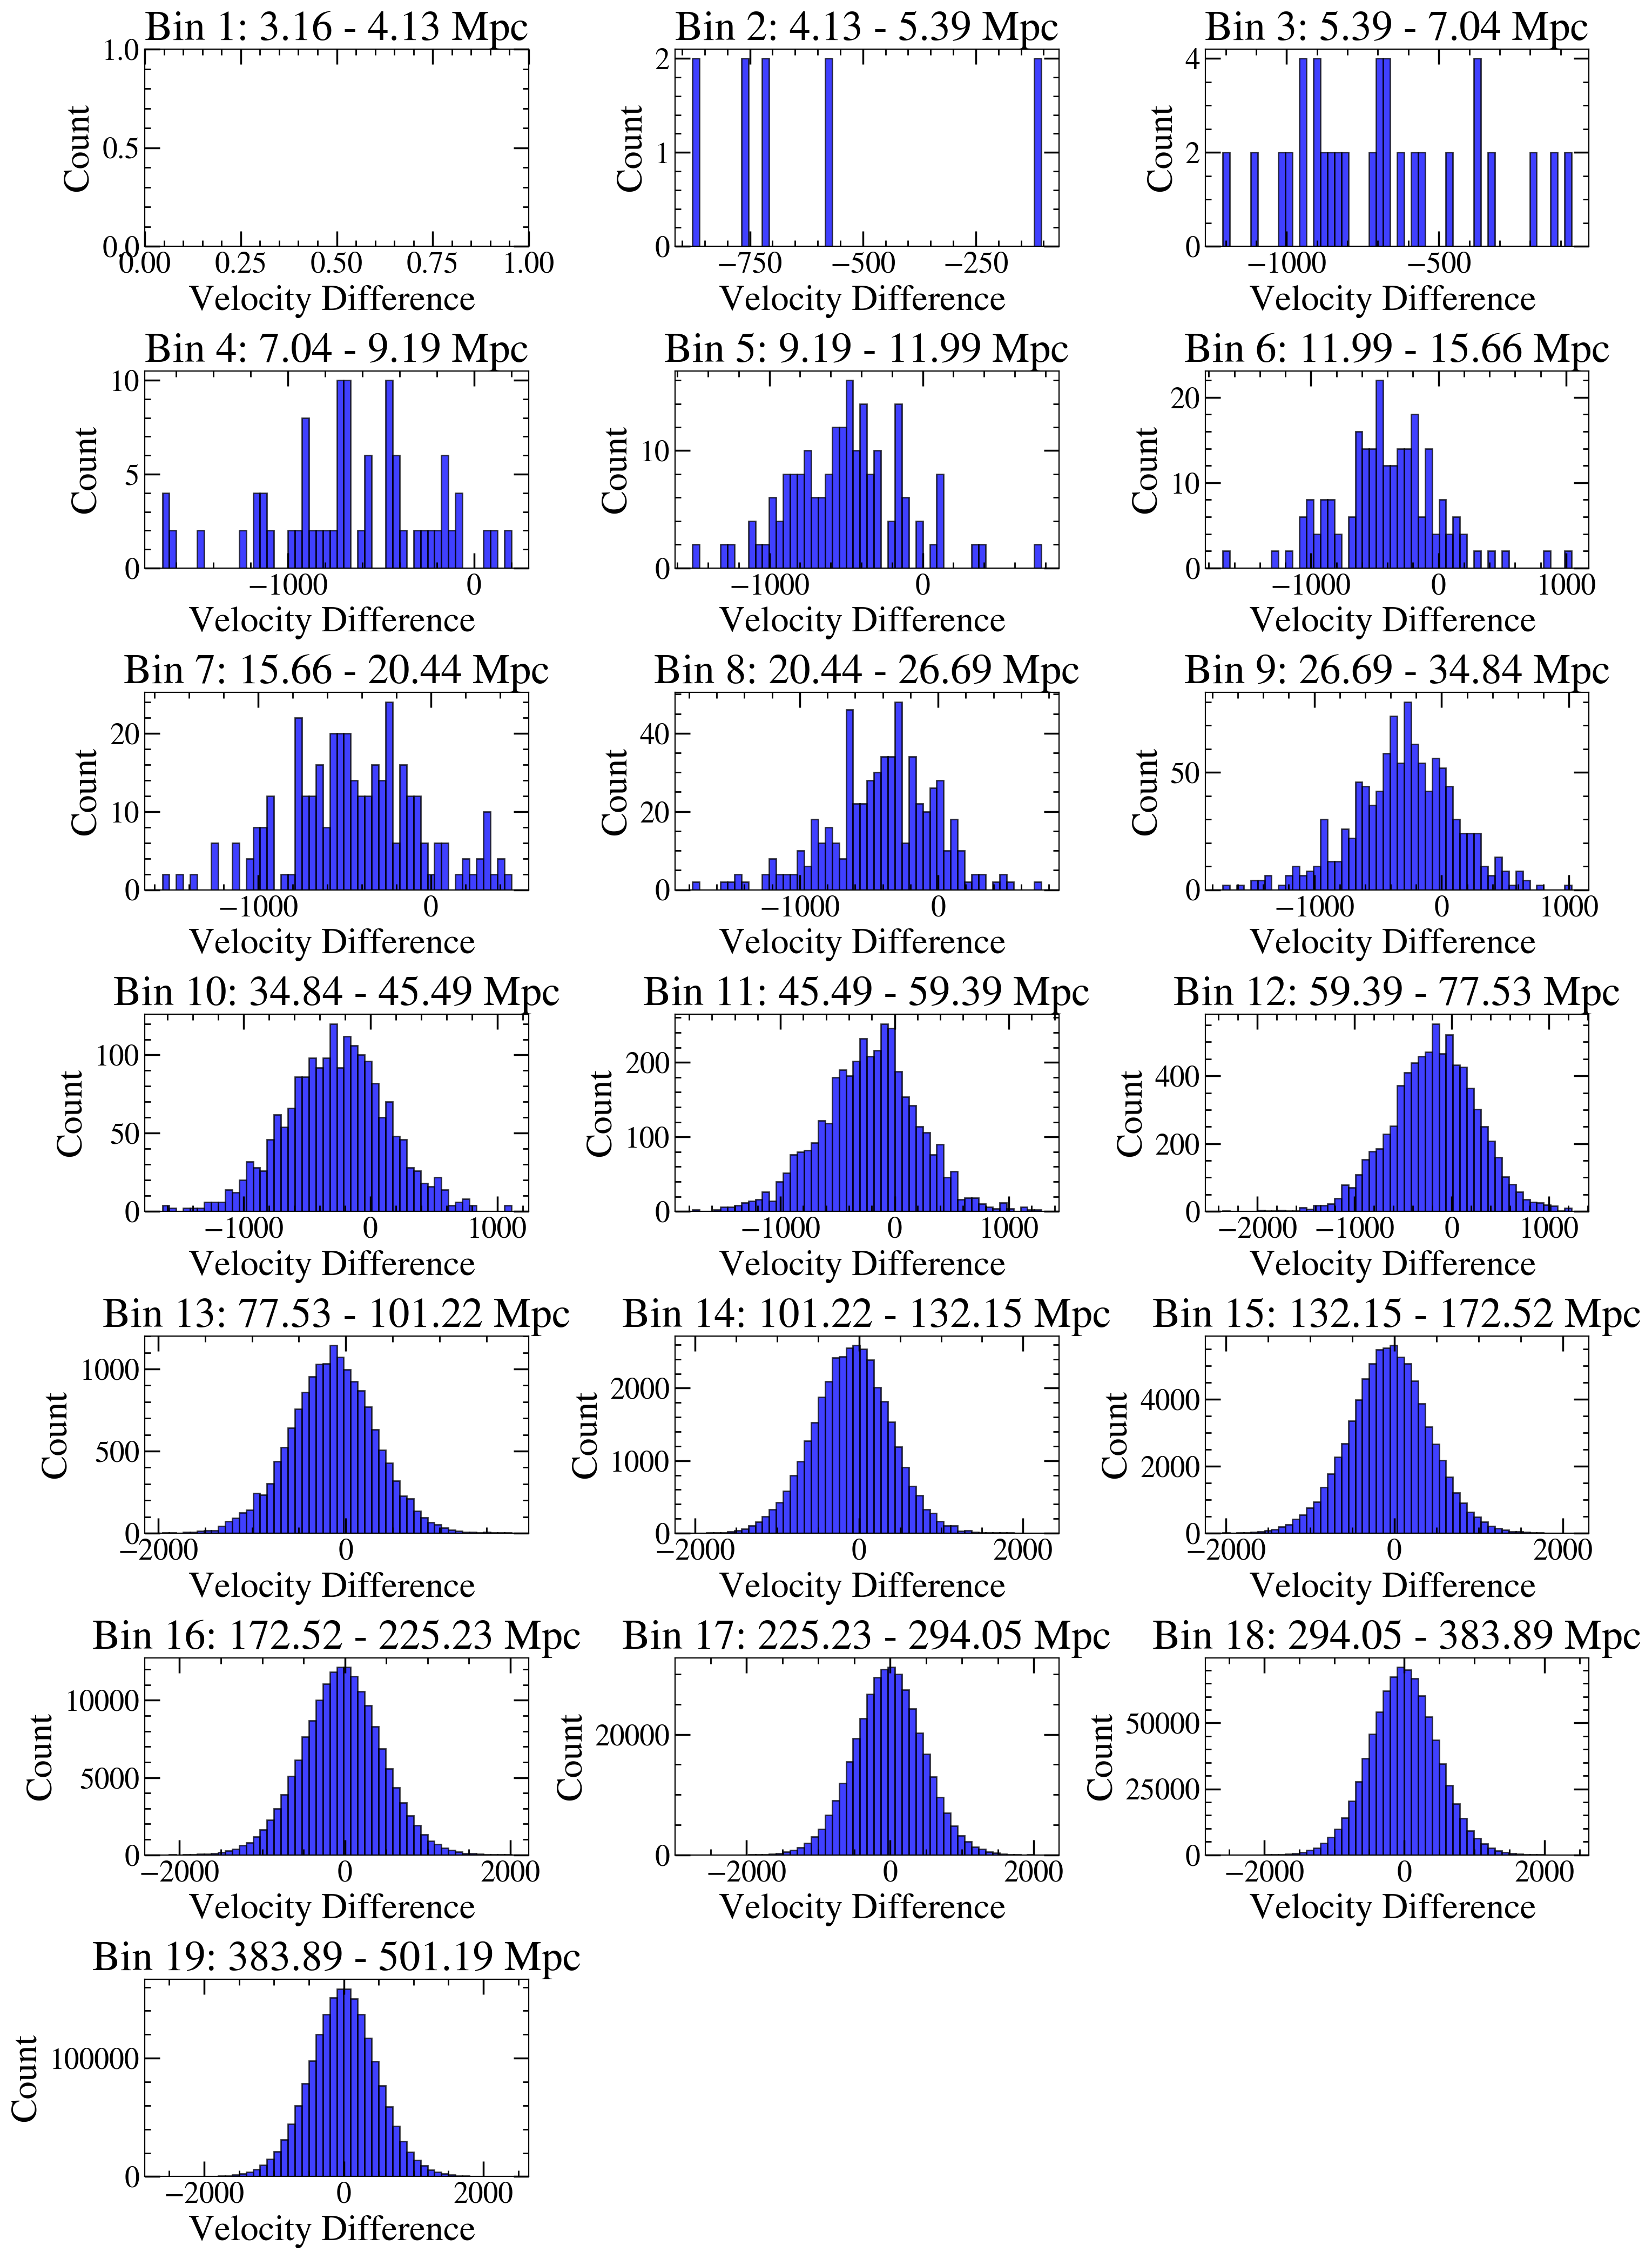 Bin 1: 3.16 - 4.13 Mpc
1.0
0.5
0.0
Count
0.00 0.25 0.50 0.75 1.00
Velocity Difference
Bin 2: 4.13 - 5.39 Mpc
2
1
0
Count
−750 −500 −250
Velocity Difference
Bin 3: 5.39 - 7.04 Mpc
4
2
0
Count
−1000 −500
Velocity Difference
Bin 4: 7.04 - 9.19 Mpc
10
5
0
Count
−1000 0
Velocity Difference
Bin 5: 9.19 - 11.99 Mpc
10
0
Count
−1000 0
Velocity Difference
Bin 6: 11.99 - 15.66 Mpc
20
10
0
Count
−1000 0 1000
Velocity Difference
Bin 7: 15.66 - 20.44 Mpc
20
10
0
Count
−1000 0
Velocity Difference
Bin 8: 20.44 - 26.69 Mpc
40
20
0
Count
−1000 0
Velocity Difference
Bin 9: 26.69 - 34.84 Mpc
50
0
Count
−1000 0 1000
Velocity Difference
Bin 10: 34.84 - 45.49 Mpc
100
50
0
Count
−1000 0 1000
Velocity Difference
Bin 11: 45.49 - 59.39 Mpc
200
100
0
Count
−1000 0 1000
Velocity Difference
Bin 12: 59.39 - 77.53 Mpc
400
200
0
Count
−2000 −1000 0 1000
Velocity Difference
Bin 13: 77.53 - 101.22 Mpc
1000
500
0
Count
−2000 0
Velocity Difference
Bin 14: 101.22 - 132.15 Mpc
2000
1000
0
Count
−2000 0 2000
Velocity Difference
Bin 15: 132.15 - 172.52 Mpc
4000
2000
0
Count
−2000 0 2000
Velocity Difference
Bin 16: 172.52 - 225.23 Mpc
10000
5000
0
Count
−2000 0 2000
Velocity Difference
Bin 17: 225.23 - 294.05 Mpc
20000
0
Count
−2000 0 2000
Velocity Difference
Bin 18: 294.05 - 383.89 Mpc
50000
25000
0
Count
−2000 0 2000
Velocity Difference
Bin 19: 383.89 - 501.19 Mpc
100000
0
Count
−2000 0 2000
Velocity Difference